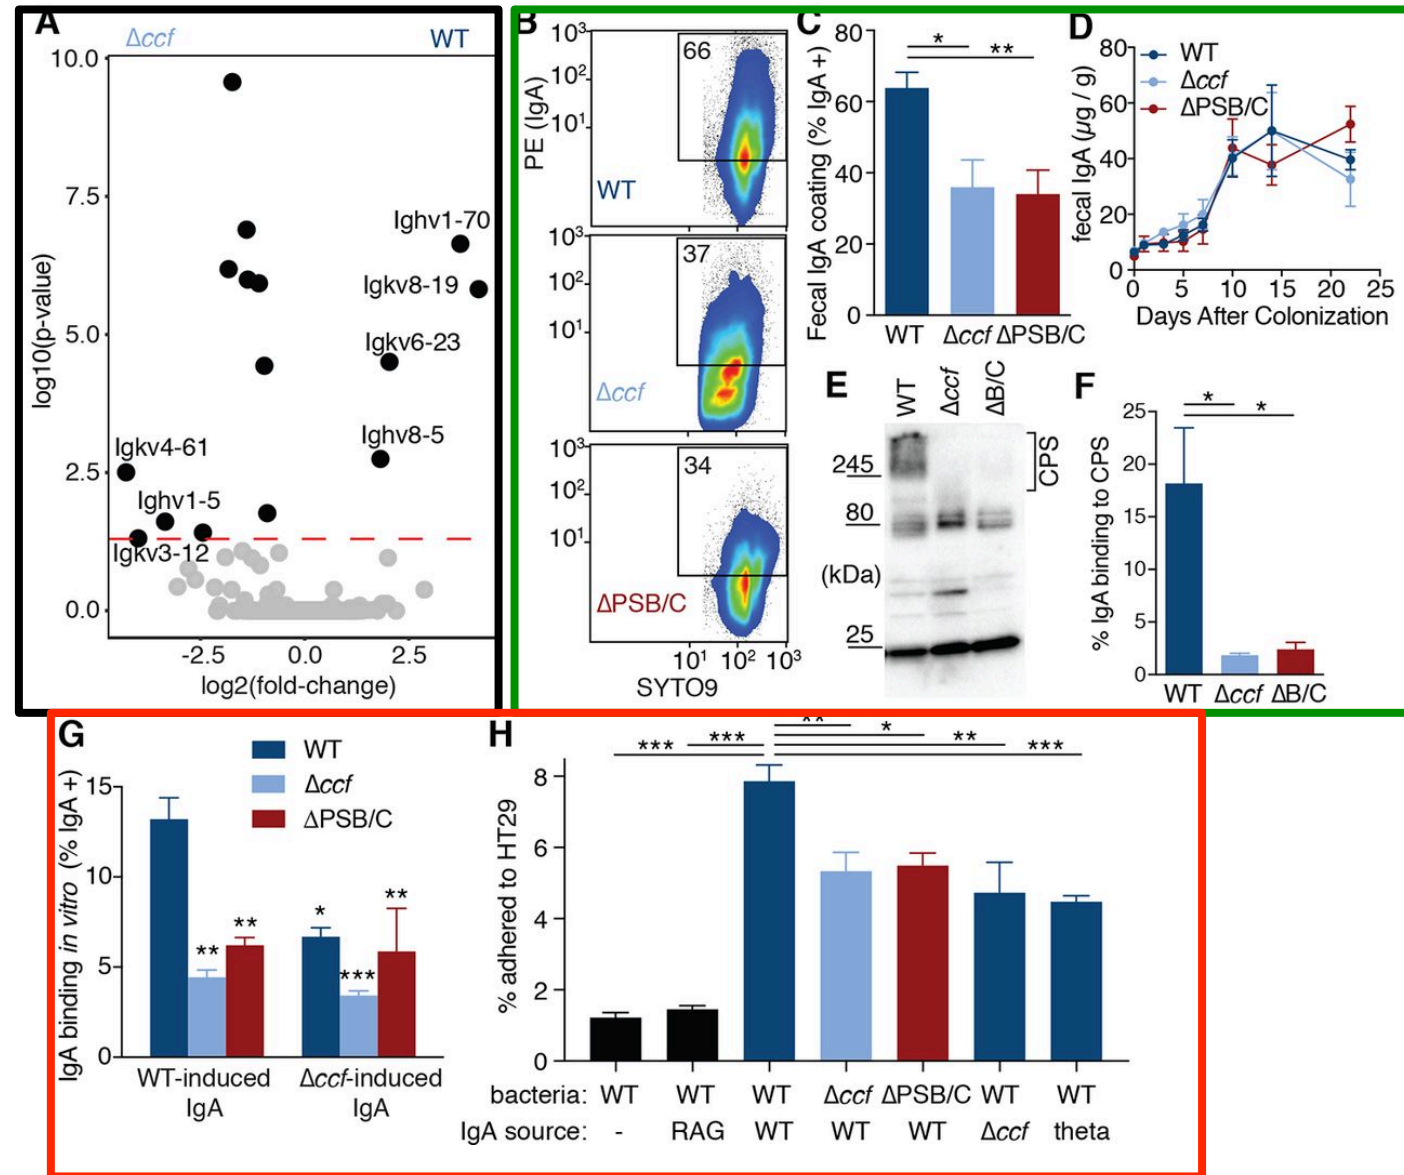 A
Δccf
WT
10.0
7.5
5.0
2.5
0.0
log10(p-value)
Ighv1-70
Igkv8-19
Igkv6-23
Ighv8-5
Igkv4-61
Ighv1-5
Igkv3-12
-2.5 0.0 2.5
log2(fold-change)
B
PE (IgA)
10³
10²
10¹
66
WT
10³
10²
10¹
37
Δccf
10³
10²
10¹
34
ΔPSB/C
10¹ 10² 10³
SYTO9
C
Fecal IgA coating (% IgA +)
80
60
40
20
0
*
**
WT Δccf ΔPSB/C
D
fecal IgA (µg / g)
80
60
40
20
0
WT
Δccf
ΔPSB/C
0 5 10 15 20 25
Days After Colonization
E
WT Δccf ΔB/C
245
80
(kDa)
25
CPS
F
% IgA binding to CPS
25
20
15
10
5
0
*
*
WT Δccf ΔB/C
G
IgA binding in vitro (% IgA +)
15
10
5
0
WT
Δccf
ΔPSB/C
** ** * *** **
WT-induced IgA
Δccf-induced IgA
H
% adhered to HT29
8
6
4
2
0
**
*
*** *** ** ***
bacteria: WT WT WT Δccf ΔPSB/C WT WT
IgA source: - RAG WT WT WT Δccf theta